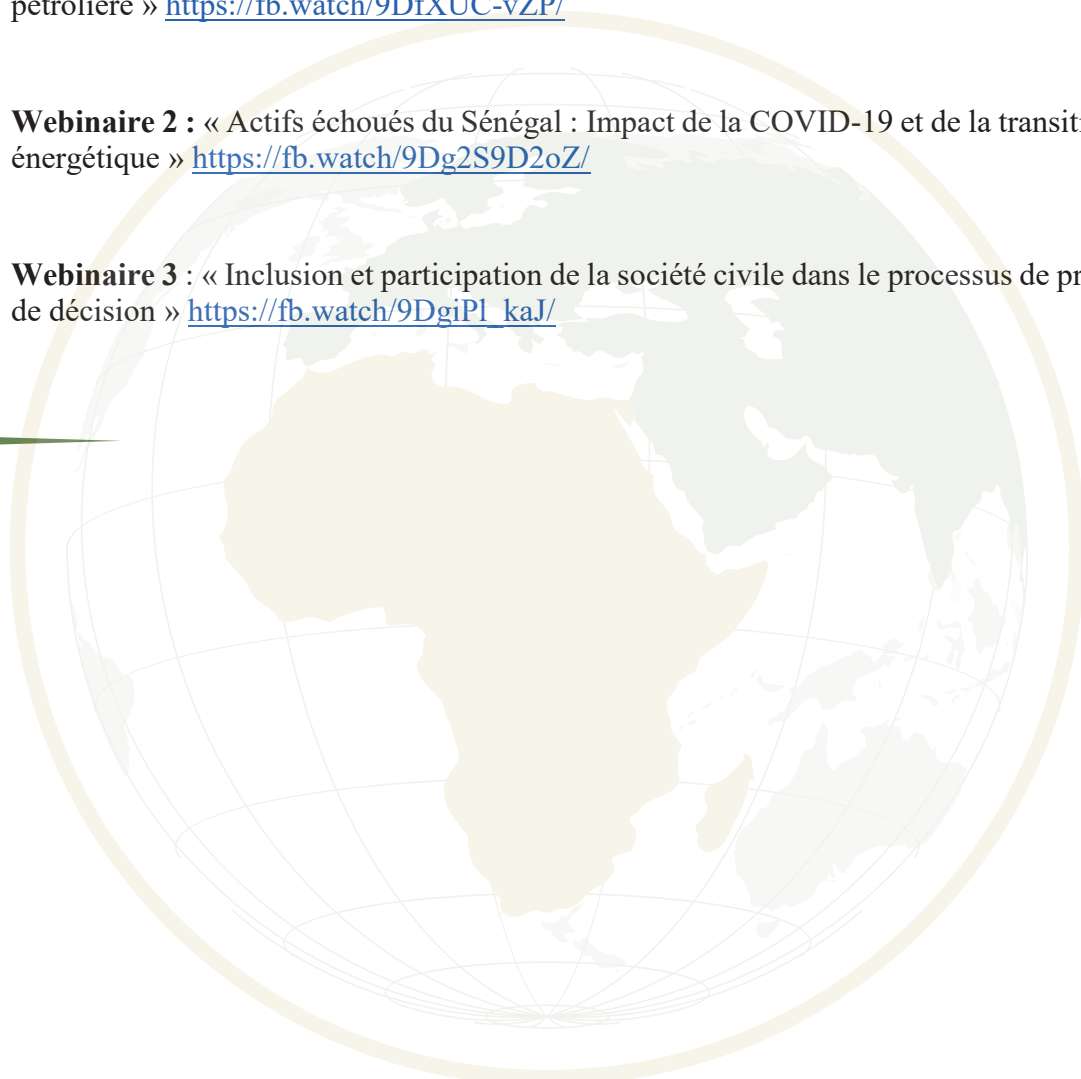 pétrolière » https://fb.watch/9DfXUC-vZP/
Webinaire 2 : « Actifs échoués du Sénégal : Impact de la COVID-19 et de la transiti
énergétique » https://fb.watch/9Dg2S9D2oZ/
Webinaire 3 : « Inclusion et participation de la société civile dans le processus de pr
de décision » https://fb.watch/9DgiPl_kaJ/